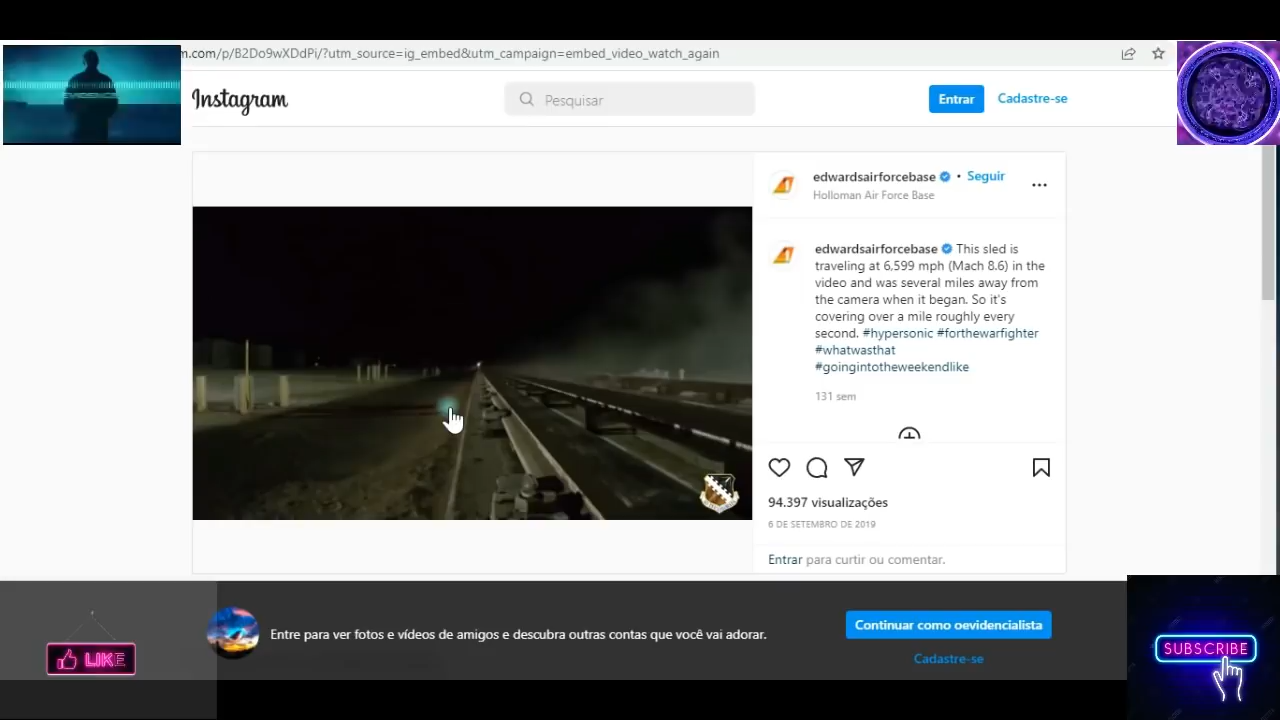 m.com/p/B2Do9wXDdPi/?utm_source=ig_embed&utm_campaign=embed_video_watch_again
Instagram
Pesquisar
Entrar
Cadastre-se
edwardsairforcebase • Seguir
Holloman Air Force Base
edwardsairforcebase This sled is
traveling at 6,599 mph (Mach 8.6) in the
video and was several miles away from
the camera when it began. So it's
covering over a mile roughly every
second. #hypersonic #forthewarfighter
#whatwasthat
#goingintotheweekendlike
131 sem
94.397 visualizações
6 DE SETEMBRO DE 2019
Entrar para curtir ou comentar.
Entre para ver fotos e vídeos de amigos e descubra outras contas que você vai adorar.
Continuar como oevidencialista
Cadastre-se
LIKE
SUBSCRIBE